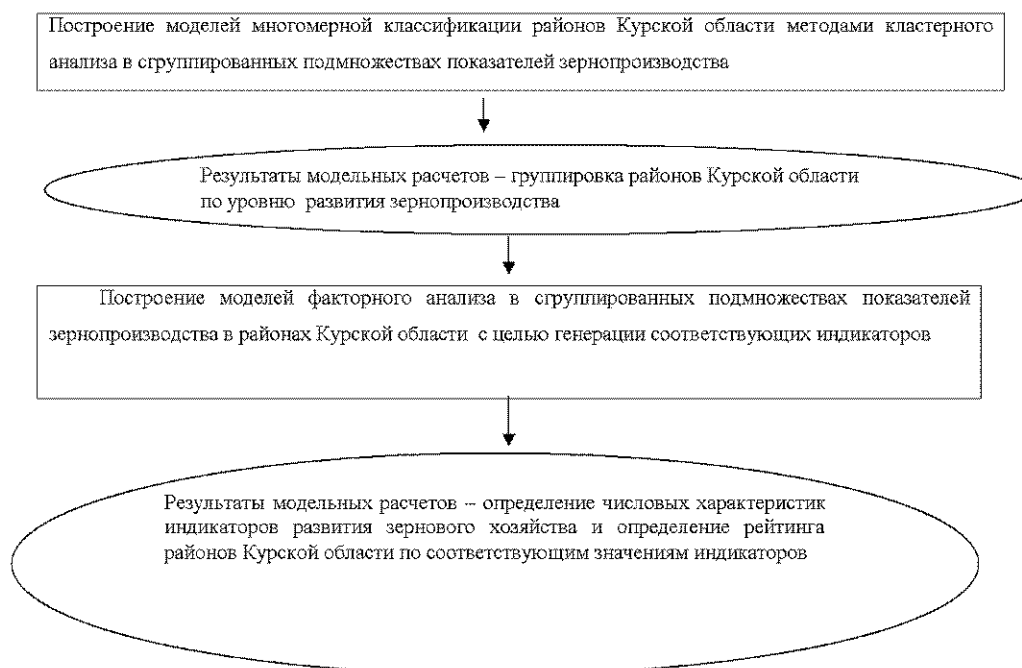 Построение моделей многомерной классификации районов Курской области методами кластерного
анализа в сгруппированных подмножествах показателей зернопроизводства
Результаты модельных расчетов – группировка районов Курской области
по уровню развития зернопроизводства
Построение моделей факторного анализа в сгруппированных подмножествах показателей
зернопроизводства в районах Курской области с целью генерации соответствующих индикаторов
Результаты модельных расчетов – определение числовых характеристик
индикаторов развития зернового хозяйства и определение рейтинга
районов Курской области по соответствующим значениям индикаторов